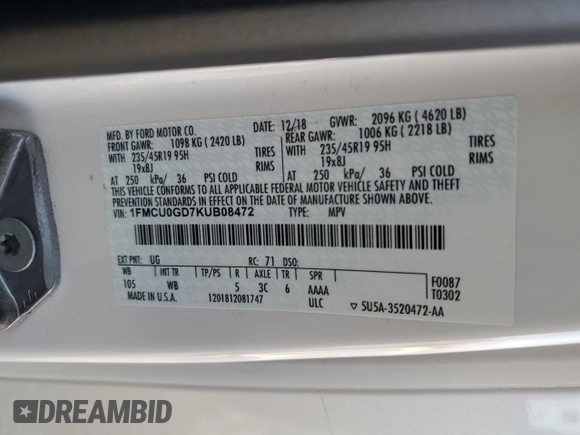 MFD. BY FORD MOTOR CO.
DATE: 12/18 GVWR: 2096 KG ( 4620 LB)
FRONT GAWR: 1098 KG ( 2420 LB) REAR GAWR: 1006 KG ( 2218 LB)
WITH 235/45R19 95H TIRES WITH 235/45R19 95H TIRES
19x8J RIMS 19x8J RIMS
AT 250 kPa/ 36 PSI COLD AT 250 kPa/ 36 PSI COLD
THIS VEHICLE CONFORMS TO ALL APPLICABLE FEDERAL MOTOR VEHICLE SAFETY AND THEFT
PREVENTION STANDARDS IN EFFECT ON THE DATE OF MANUFACTURE SHOWN ABOVE.
VIN: 1FMCU0GD7KUB08472 TYPE: MPV
EXT PNT: UG RC: 71 DSO:
WB INT TR TP/PS R AXLE TR SPR F0087
105 WB 5 3C 6 AAAA T0302
MADE IN U.S.A. 1201812081747 ULC ▽ 5U5A-3520472-AA
DREAMBID